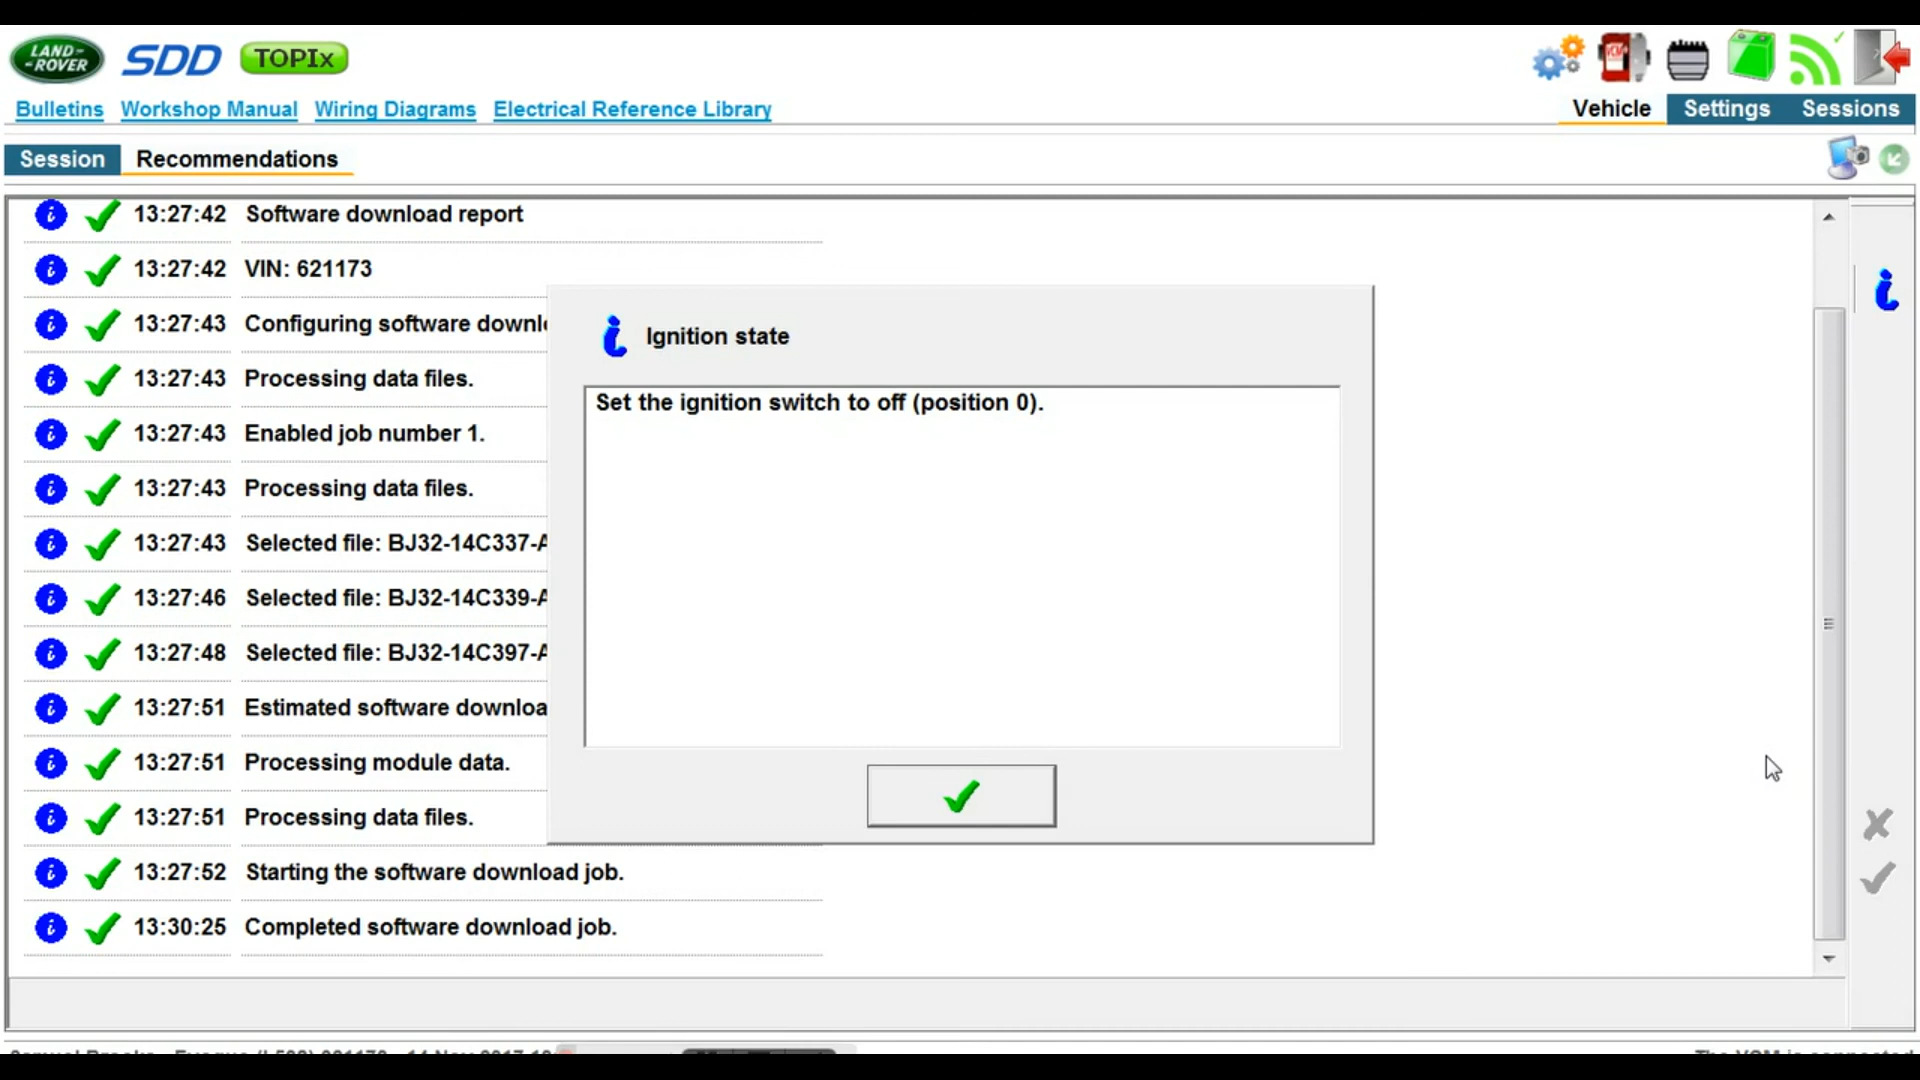 LAND-
-ROVER
SDD
TOPIx
Bulletins Workshop Manual Wiring Diagrams Electrical Reference Library
Vehicle Settings Sessions
Session Recommendations
13:27:42 Software download report
13:27:42 VIN: 621173
13:27:43 Configuring software downl
13:27:43 Processing data files.
13:27:43 Enabled job number 1.
13:27:43 Processing data files.
13:27:43 Selected file: BJ32-14C337-A
13:27:46 Selected file: BJ32-14C339-A
13:27:48 Selected file: BJ32-14C397-A
13:27:51 Estimated software downloa
13:27:51 Processing module data.
13:27:51 Processing data files.
13:27:52 Starting the software download job.
13:30:25 Completed software download job.
Ignition state
Set the ignition switch to off (position 0).